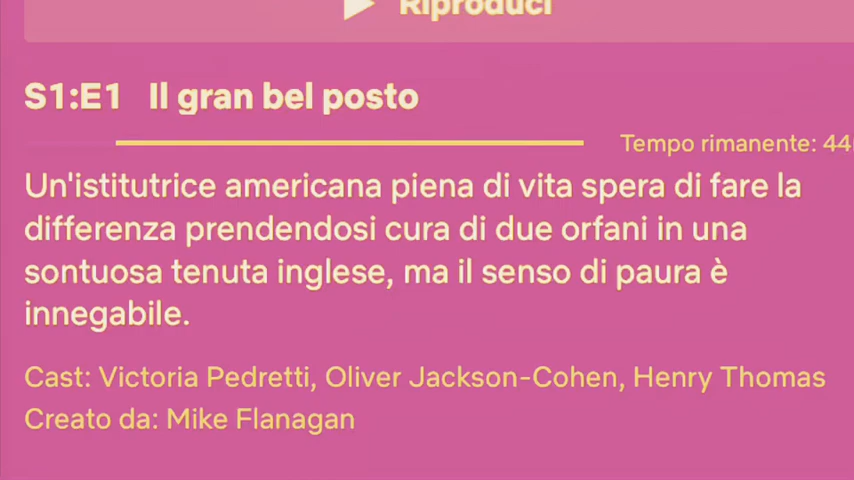 Riproduci
S1:E1 Il gran bel posto
Tempo rimanente: 44
Un'istitutrice americana piena di vita spera di fare la
differenza prendendosi cura di due orfani in una
sontuosa tenuta inglese, ma il senso di paura è
innegabile.
Cast: Victoria Pedretti, Oliver Jackson-Cohen, Henry Thomas
Creato da: Mike Flanagan